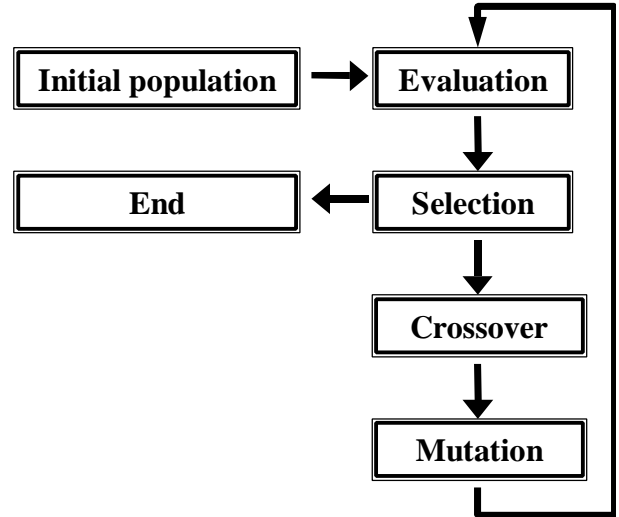 Initial population
Evaluation
End
Selection
Crossover
Mutation